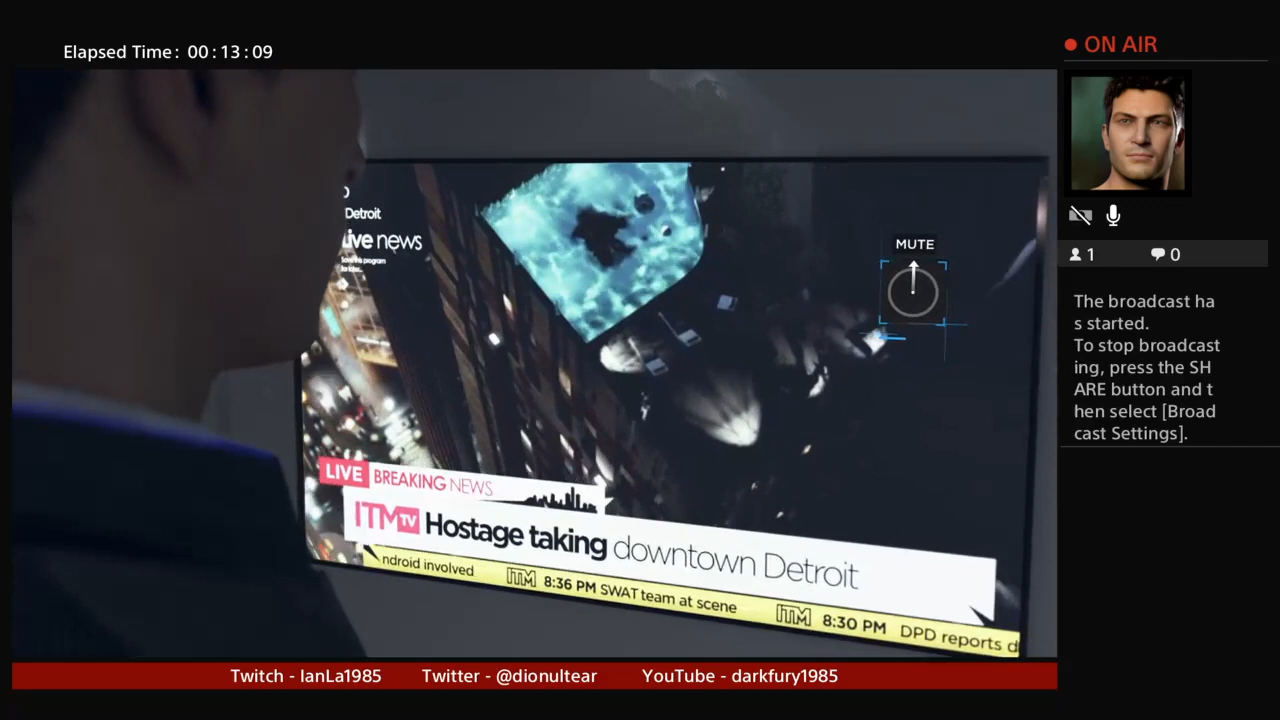 Elapsed Time: 00:13:09
ON AIR
Detroit
Live news
MUTE
1
0
The broadcast ha
s started.
To stop broadcast
ing, press the SH
ARE button and t
hen select [Broad
cast Settings].
LIVE BREAKING NEWS
ITM TV Hostage taking downtown Detroit
ndroid involved ITM 8:36 PM SWAT team at scene ITM 8:30 PM DPD reports d
Twitch - IanLa1985 Twitter - @dionultear YouTube - darkfury1985